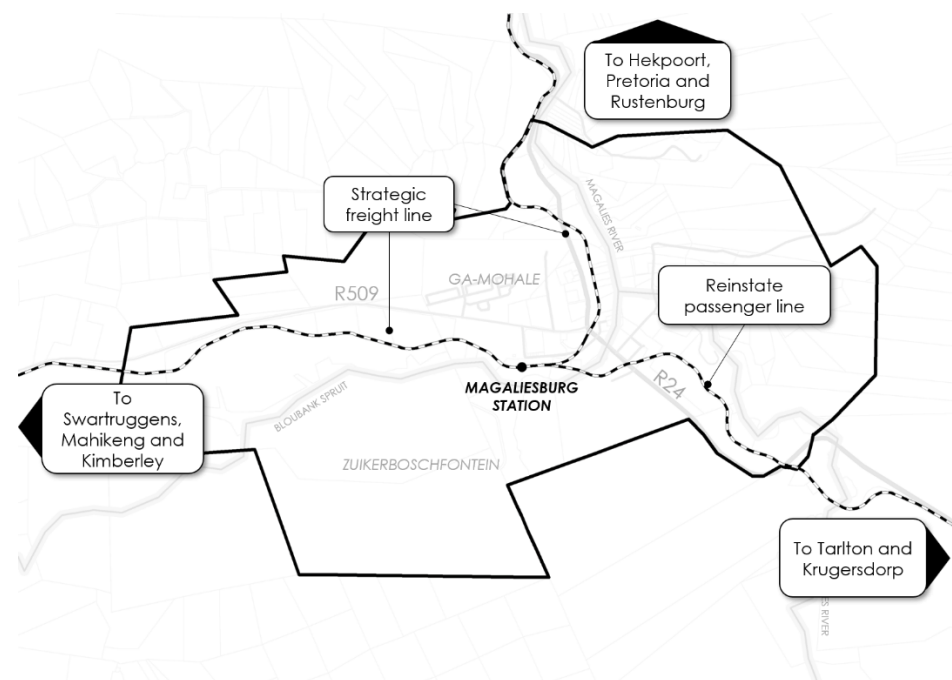 To Hekpoort,
Pretoria and
Rustenburg
Strategic
freight line
MAGALIES RIVER
GA-MOHALE
R509
Reinstate
passenger line
R24
MAGALIESBURG
STATION
BLOUBANK SPRUIT
To
Swartruggens,
Mahikeng and
Kimberley
ZUIKERBOSCHFONTEIN
To Tarlton and
Krugersdorp
RIVER